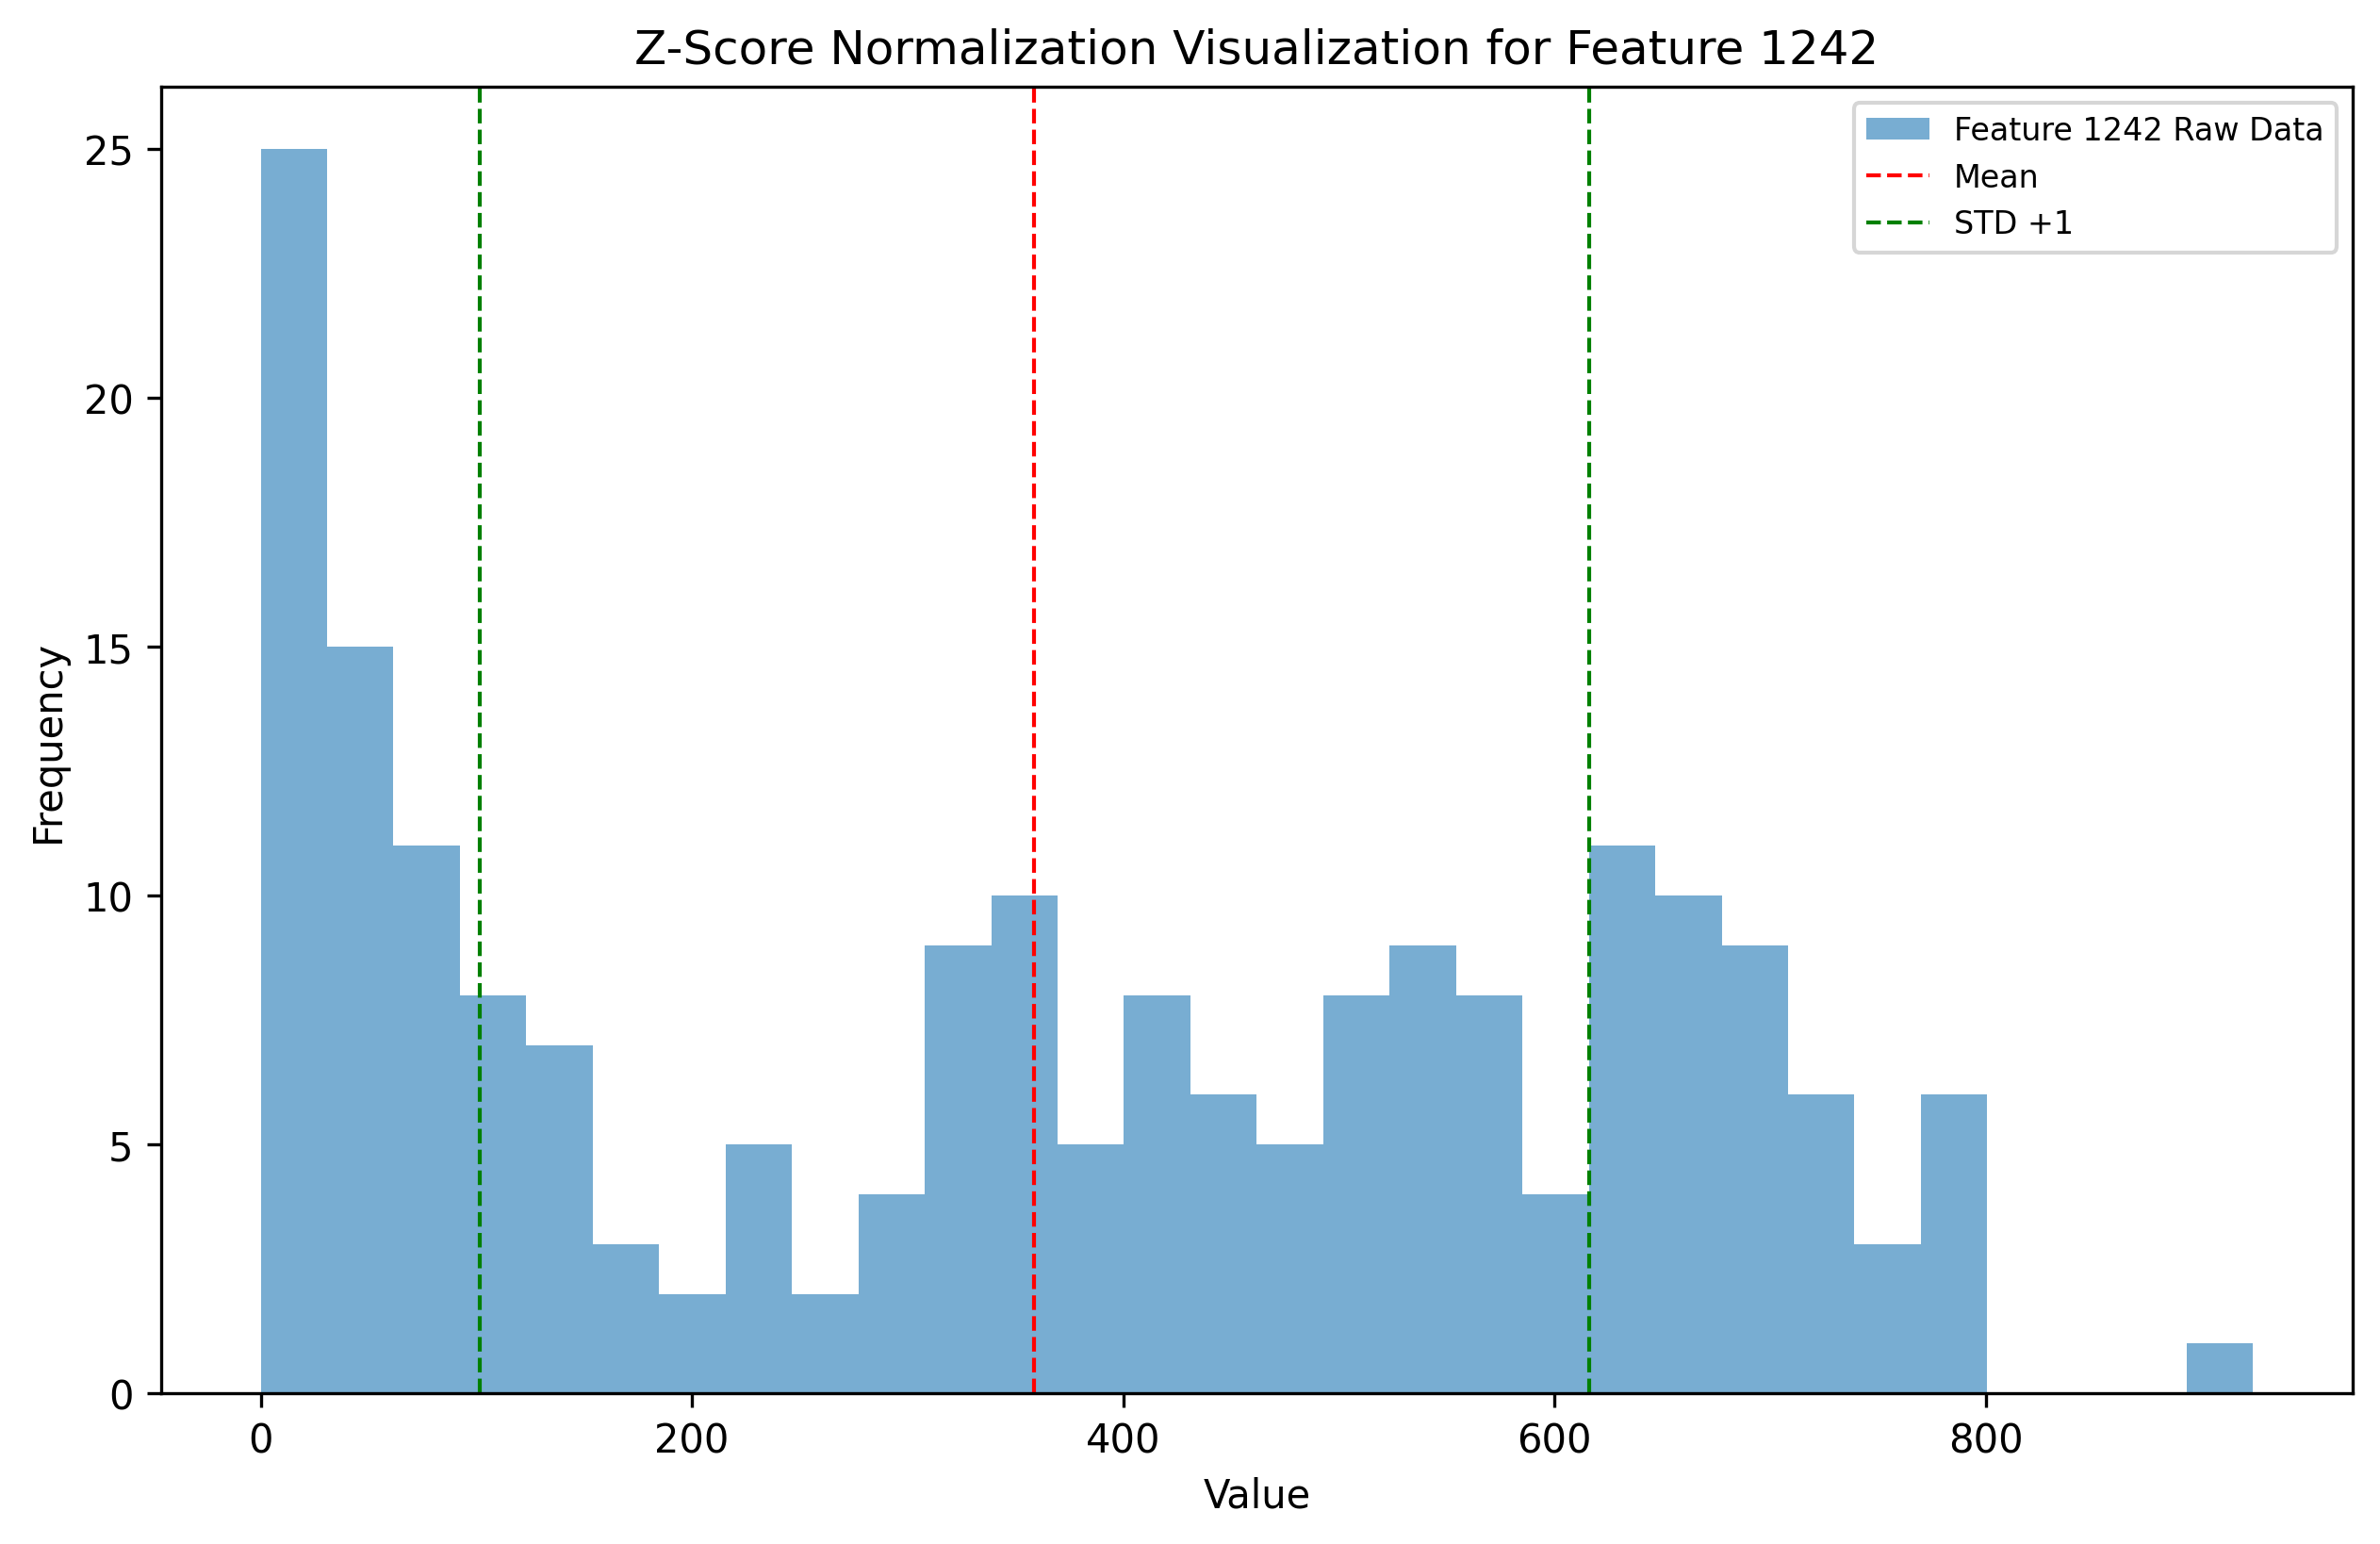 Z-Score Normalization Visualization for Feature 1242
Feature 1242 Raw Data
Mean
STD +1
25
20
15
10
5
0
Frequency
0 200 400 600 800
Value